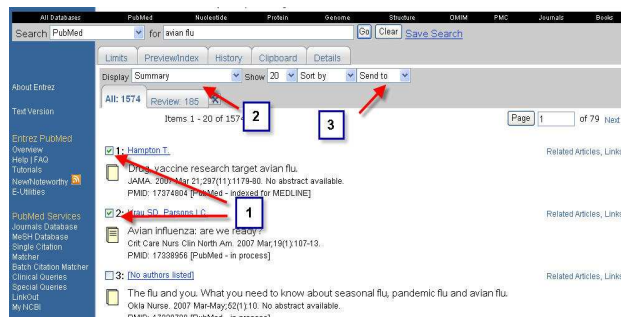 All Databases PubMed Nucleotide Protein Genome Structure OMIM PMC Journals Books
Search PubMed for avian flu Go Clear Save Search
Limits Preview/Index History Clipboard Details
Display Summary Show 20 Sort by Send to
All: 1574 Review: 185
Items 1 - 20 of 1574 Page 1 of 79 Next
2
3
1: Hampton T. Related Articles, Links
Drug, vaccine research target avian flu.
JAMA. 2007 Mar 21;297(11):1179-80. No abstract available.
PMID: 17374804 [PubMed - indexed for MEDLINE]
1
2: Krau SD, Parsons LC. Related Articles, Links
Avian influenza: are we ready?
Crit Care Nurs Clin North Am. 2007 Mar;19(1):107-13.
PMID: 17338956 [PubMed - in process]
3: [No authors listed] Related Articles, Links
The flu and you. What you need to know about seasonal flu, pandemic flu and avian flu.
Okla Nurse. 2007 Mar-May;52(1):10. No abstract available.
About Entrez
Text Version
Entrez PubMed
Overview
Help | FAQ
Tutorials
New/Noteworthy
E-Utilities
PubMed Services
Journals Database
MeSH Database
Single Citation
Matcher
Batch Citation Matcher
Clinical Queries
Special Queries
LinkOut
My NCBI